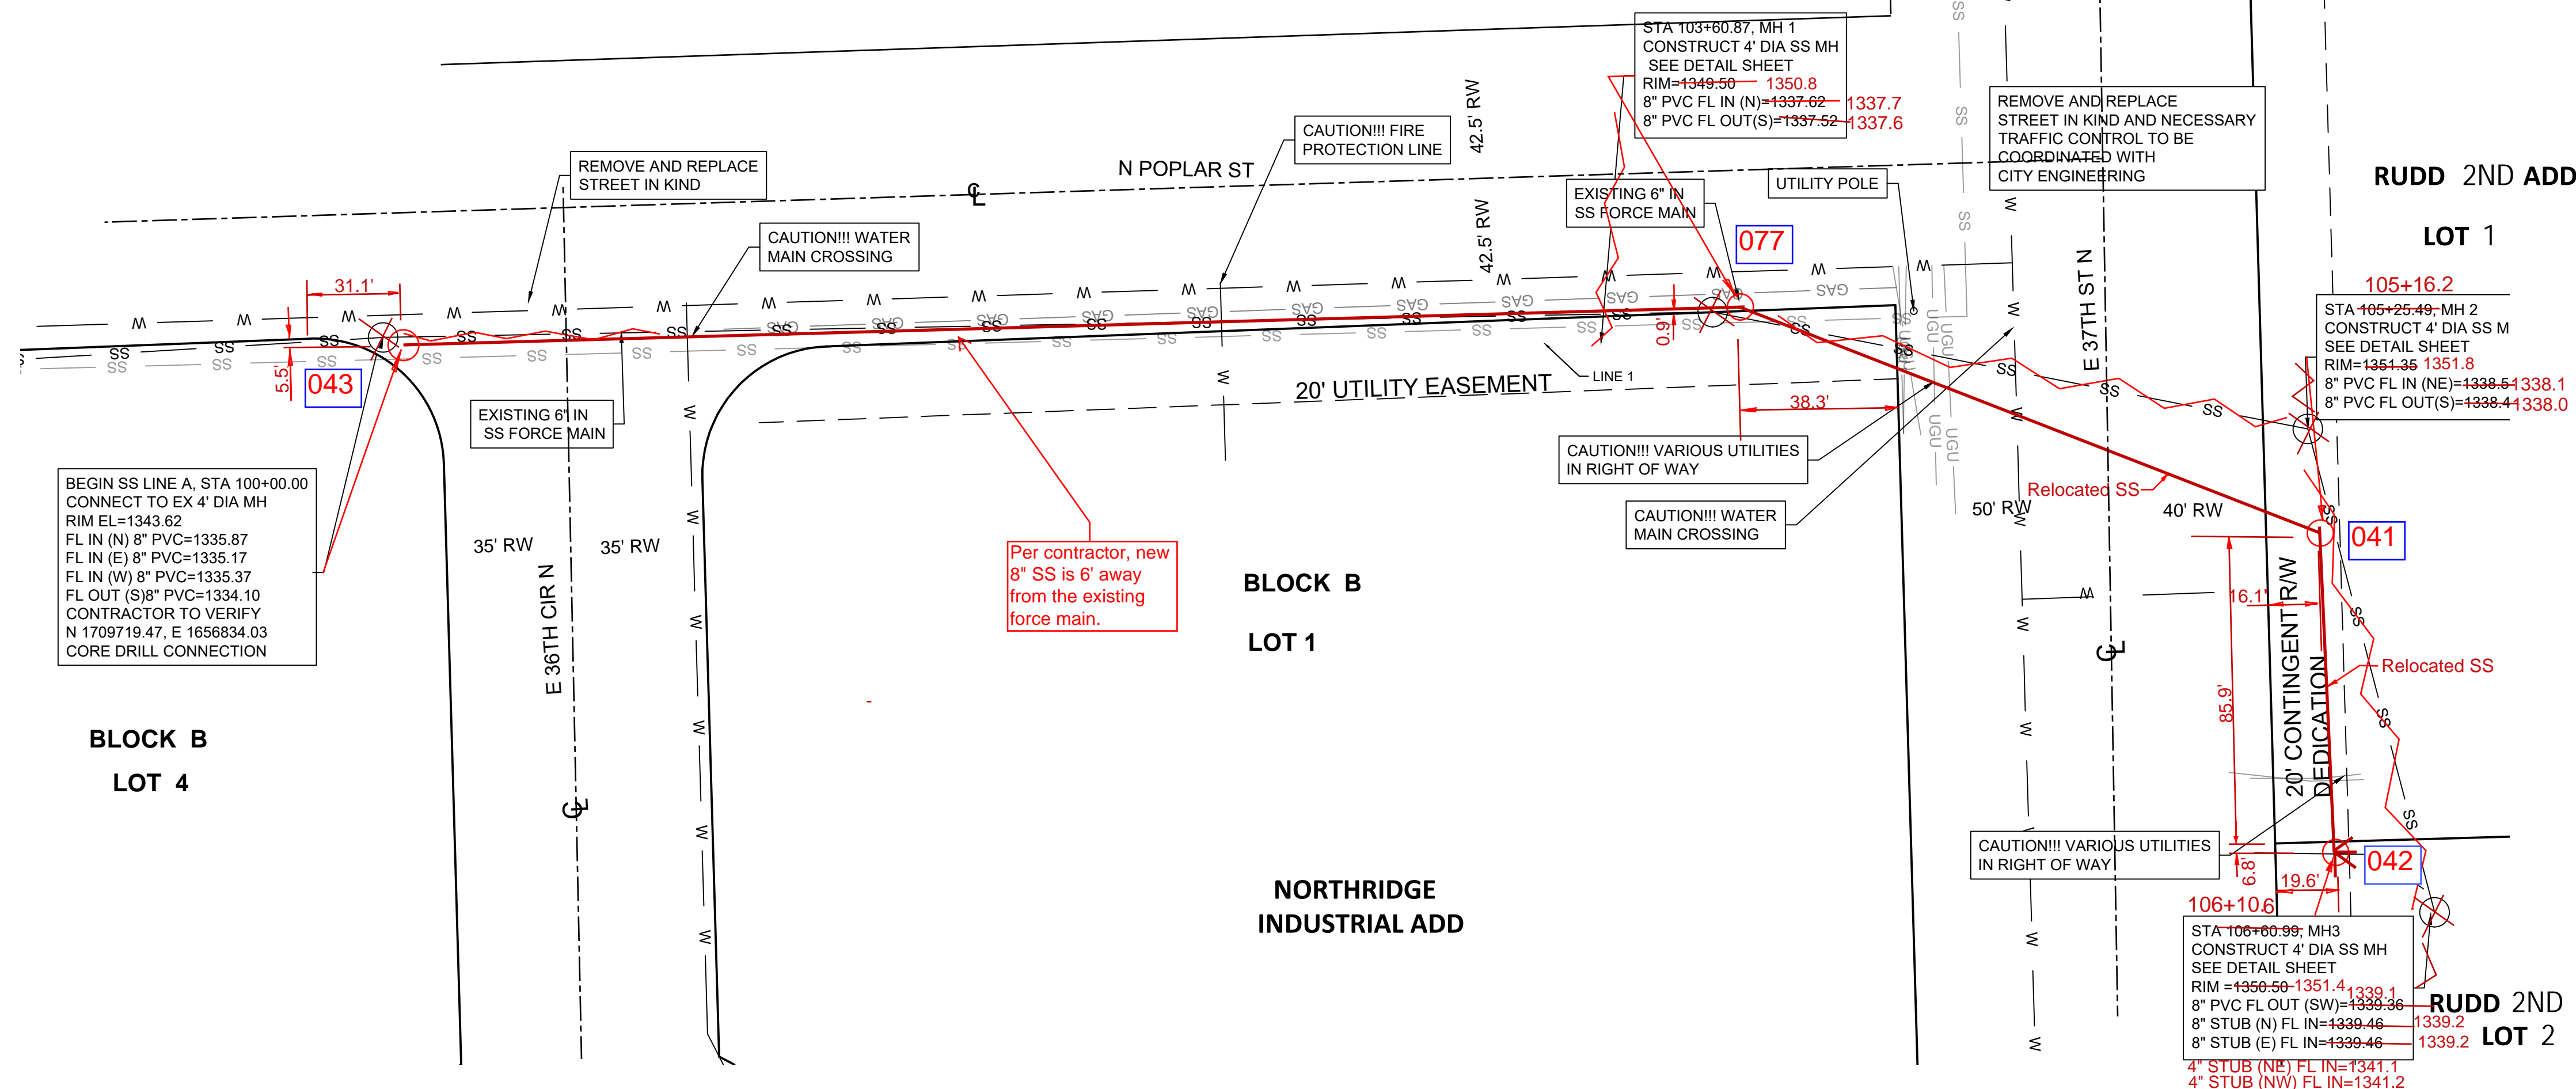 STA 103+60.87, MH 1
CONSTRUCT 4' DIA SS MH
SEE DETAIL SHEET
RIM=1349.50 1350.8
8" PVC FL IN (N)=1337.62 1337.7
8" PVC FL OUT(S)=1337.52 1337.6
REMOVE AND REPLACE
STREET IN KIND AND NECESSARY
TRAFFIC CONTROL TO BE
COORDINATED WITH
CITY ENGINEERING
RUDD 2ND ADD
LOT 1
REMOVE AND REPLACE
STREET IN KIND
N POPLAR ST
CAUTION!!! FIRE
PROTECTION LINE
42.5' RW
42.5' RW
EXISTING 6" IN
SS FORCE MAIN
UTILITY POLE
077
CAUTION!!! WATER
MAIN CROSSING
E 37TH ST N
31.1'
5.5'
043
0.9'
38.3'
LINE 1
20' UTILITY EASEMENT
EXISTING 6" IN
SS FORCE MAIN
105+16.2
STA 105+25.49, MH 2
CONSTRUCT 4' DIA SS M
SEE DETAIL SHEET
RIM=1351.35 1351.8
8" PVC FL IN (NE)=1338.51338.1
8" PVC FL OUT(S)=1338.41338.0
CAUTION!!! VARIOUS UTILITIES
IN RIGHT OF WAY
CAUTION!!! WATER
MAIN CROSSING
Relocated SS
50' RW
40' RW
041
BEGIN SS LINE A, STA 100+00.00
CONNECT TO EX 4' DIA MH
RIM EL=1343.62
FL IN (N) 8" PVC=1335.87
FL IN (E) 8" PVC=1335.17
FL IN (W) 8" PVC=1335.37
FL OUT (S)8" PVC=1334.10
CONTRACTOR TO VERIFY
N 1709719.47, E 1656834.03
CORE DRILL CONNECTION
35' RW
35' RW
E 36TH CIR N
Per contractor, new
8" SS is 6' away
from the existing
force main.
BLOCK B
LOT 1
16.1'
85.9'
20' CONTINGENT R/W
DEDICATION
Relocated SS
BLOCK B
LOT 4
NORTHRIDGE
INDUSTRIAL ADD
CAUTION!!! VARIOUS UTILITIES
IN RIGHT OF WAY
042
6.8'
19.6'
106+10.6
STA 106+60.99, MH3
CONSTRUCT 4' DIA SS MH
SEE DETAIL SHEET
RIM =1350.50 1351.4
8" PVC FL OUT (SW)=1339.36 1339.1
8" STUB (N) FL IN=1339.46 1339.2
8" STUB (E) FL IN=1339.46 1339.2
4" STUB (NE) FL IN=1341.1
4" STUB (NW) FL IN=1341.2
RUDD 2ND
LOT 2